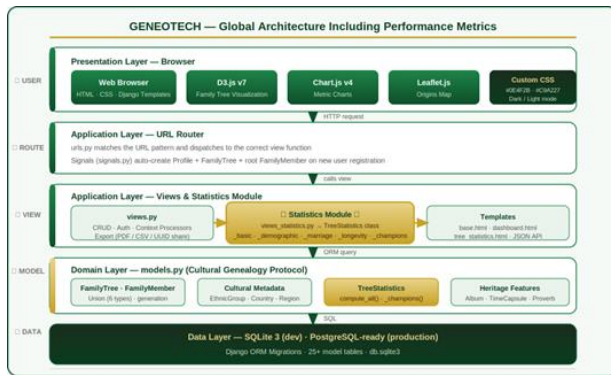 GENEOTECH — Global Architecture Including Performance Metrics
USER
Presentation Layer — Browser
Web Browser
HTML · CSS · Django Templates
D3.js v7
Family Tree Visualization
Chart.js v4
Metric Charts
Leaflet.js
Origins Map
Custom CSS
#0E4F2B · #C9A227
Dark / Light mode
HTTP request
ROUTE
Application Layer — URL Router
urls.py matches the URL pattern and dispatches to the correct view function
Signals (signals.py) auto-create Profile + FamilyTree + root FamilyMember on new user registration
calls view
VIEW
Application Layer — Views & Statistics Module
views.py
CRUD · Auth · Context Processors
Export (PDF / CSV / UUID share)
Statistics Module
views_statistics.py → TreeStatistics class
_basic · _demographic · _marriage · _longevity · _champions
Templates
base.html · dashboard.html
tree_statistics.html · JSON API
ORM query
MODEL
Domain Layer — models.py (Cultural Genealogy Protocol)
FamilyTree · FamilyMember
Union (6 types) · generation
Cultural Metadata
EthnicGroup · Country · Region
TreeStatistics
compute_all() · _champions()
Heritage Features
Album · TimeCapsule · Proverb
SQL
DATA
Data Layer — SQLite 3 (dev) · PostgreSQL-ready (production)
Django ORM Migrations · 25+ model tables · db.sqlite3